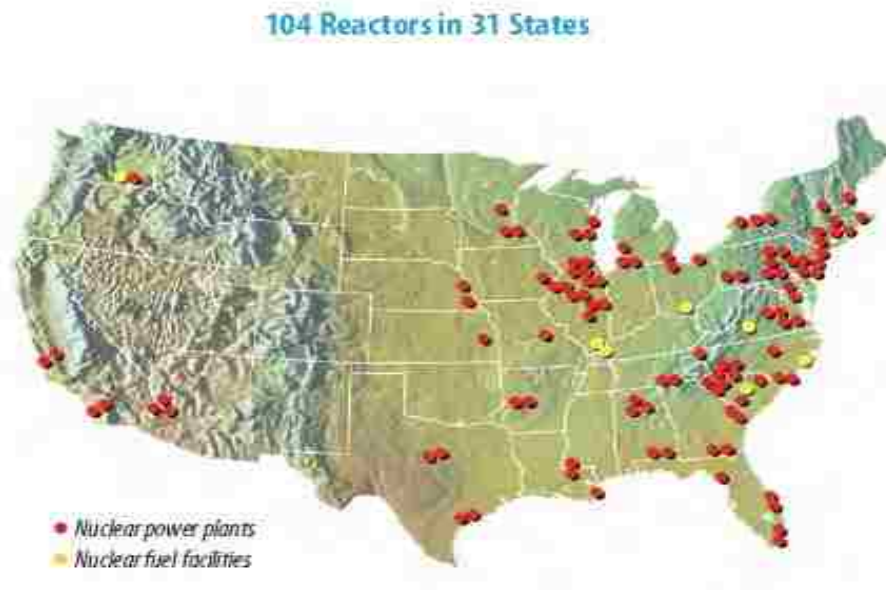 104 Reactors in 31 States
Nuclear power plants
Nuclear fuel facilities